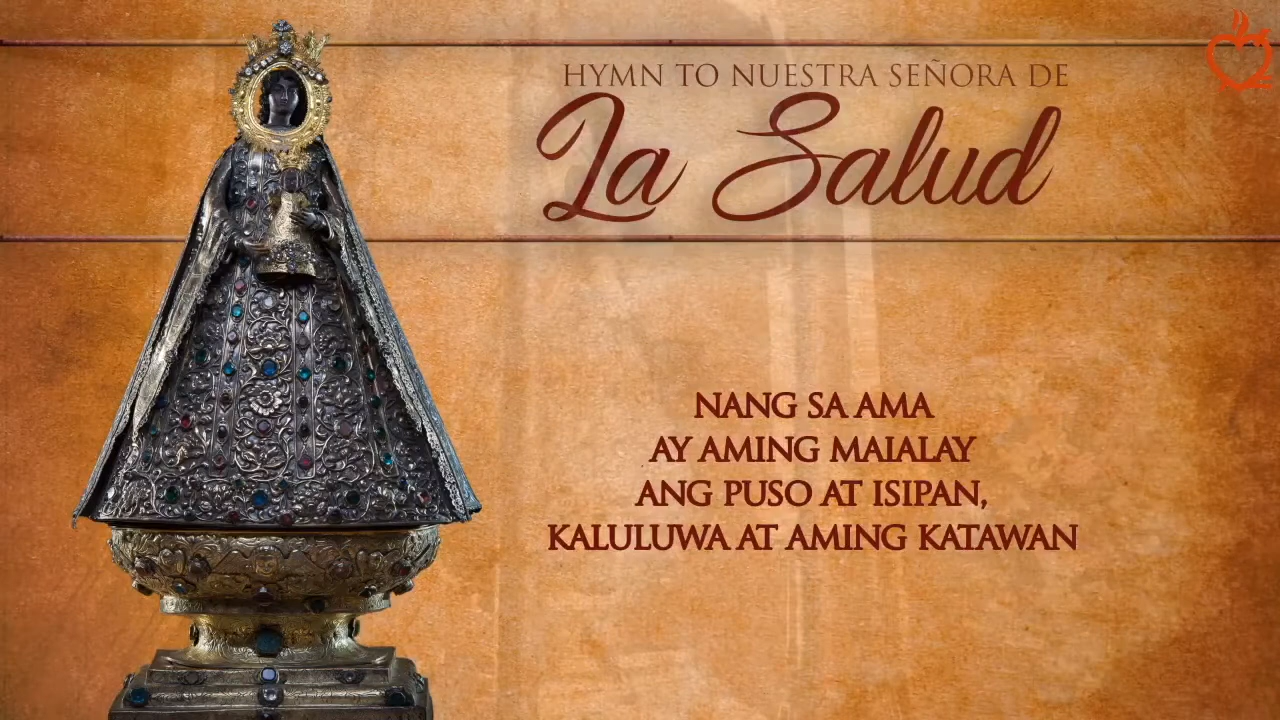 HYMN TO NUESTRA SEÑORA DE
La Salud
NANG SA AMA
AY AMING MAIALAY
ANG PUSO AT ISIPAN,
KALULUWA AT AMING KATAWAN